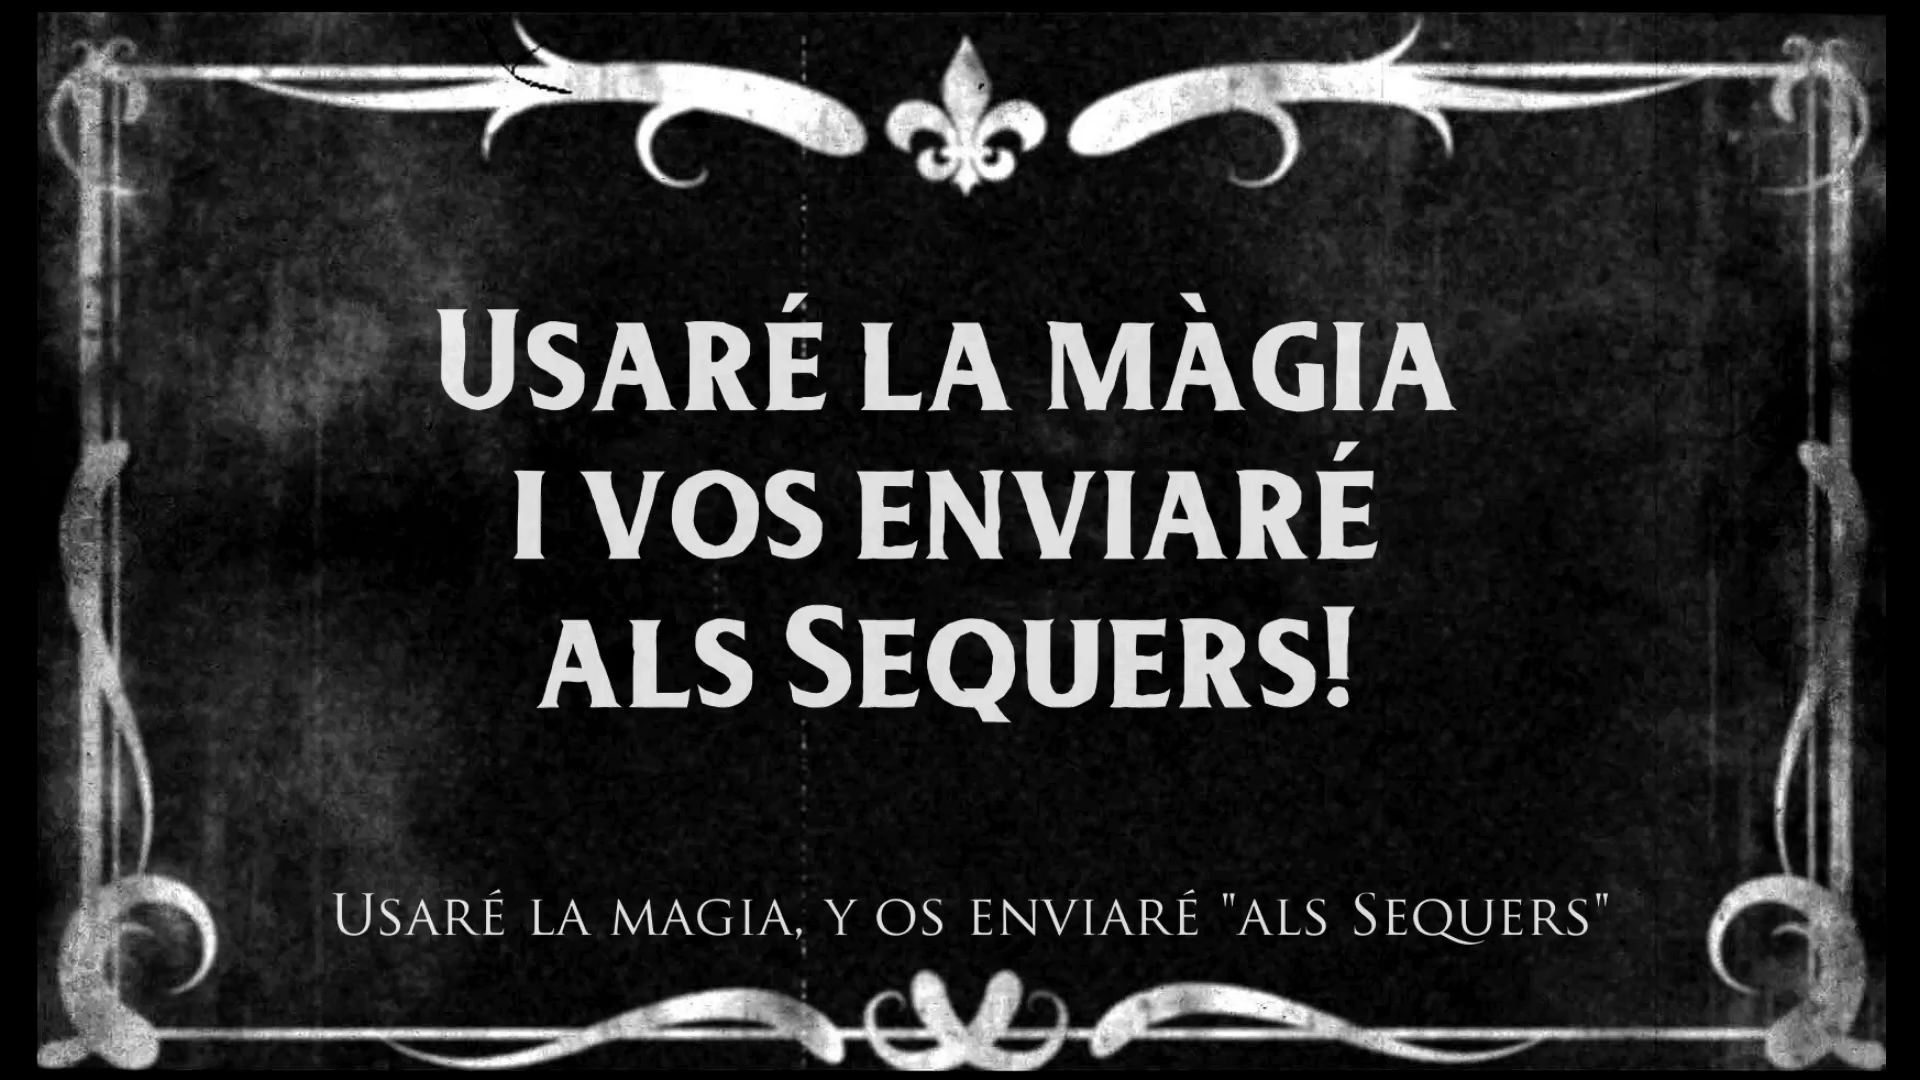 Usaré la màgia
i vos enviaré
als Sequers!
Usaré la magia, y os enviaré "als Sequers"